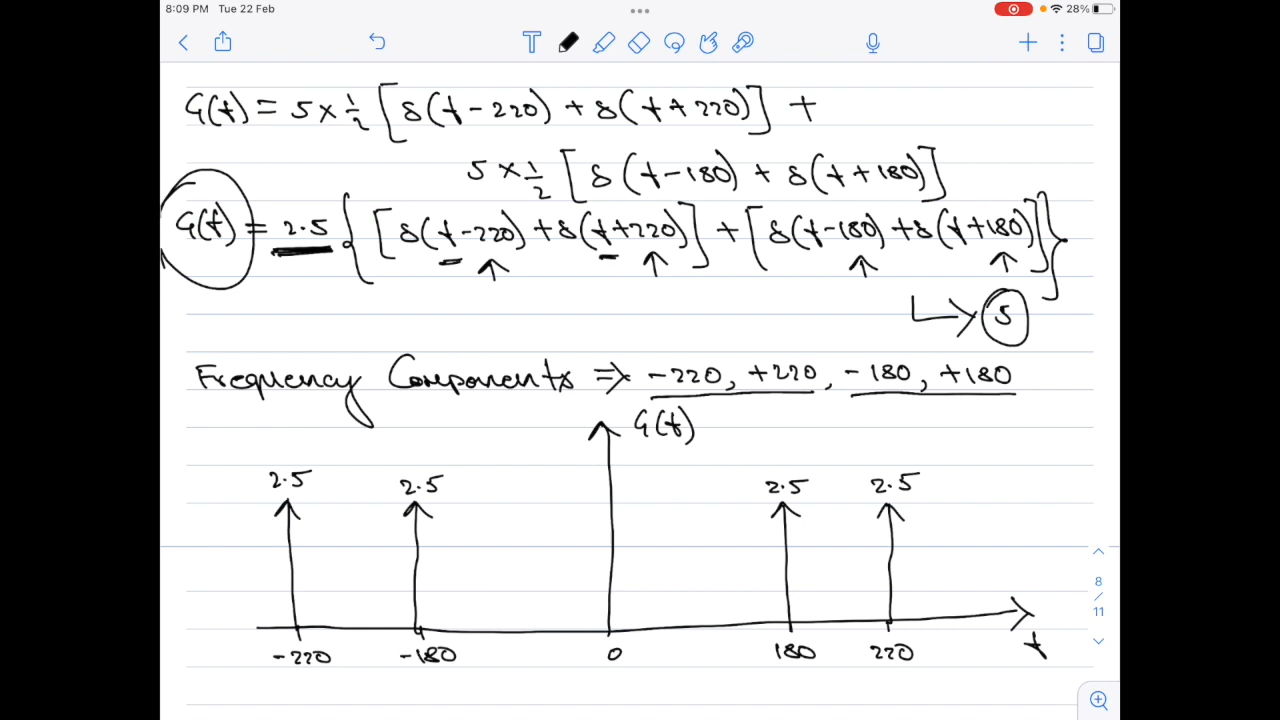 8:09 PM Tue 22 Feb 28%
G(f) = 5 × 1/2 [δ(f-220) + δ(f+220)] +
5 × 1/2 [δ(f-180) + δ(f+180)]
G(f) = 2.5 {[δ(f-220) + δ(f+220)] + [δ(f-180) + δ(f+180)]}
↳ 5
Frequency Components ⇒ -220, +220, -180, +180
G(f)
2.5 2.5 2.5 2.5
-220 -180 0 180 220 f
8 / 11